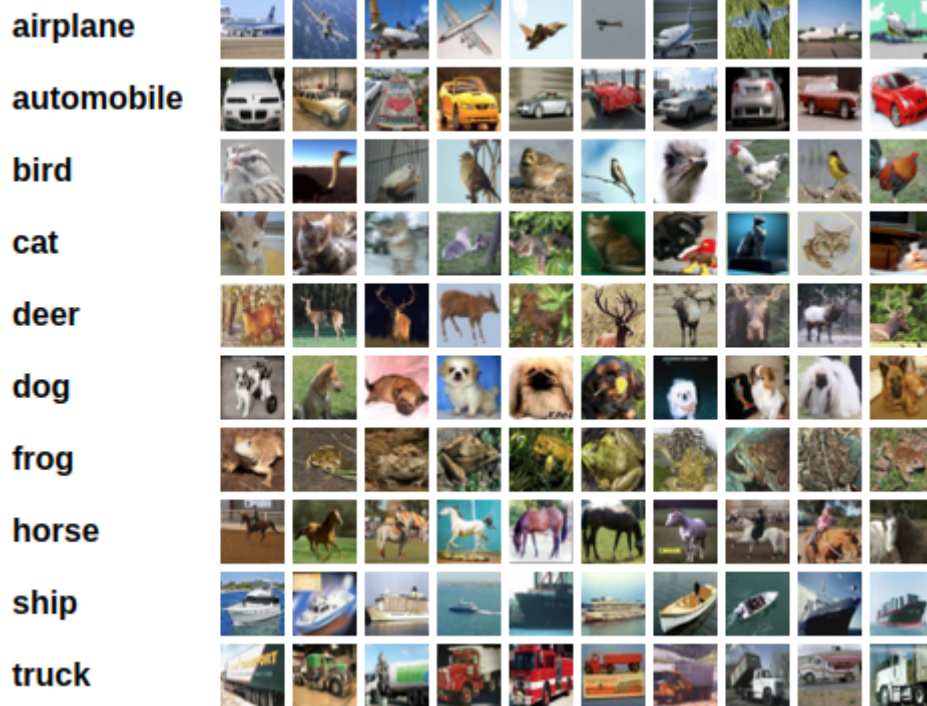 airplane
automobile
bird
cat
deer
dog
frog
horse
ship
truck